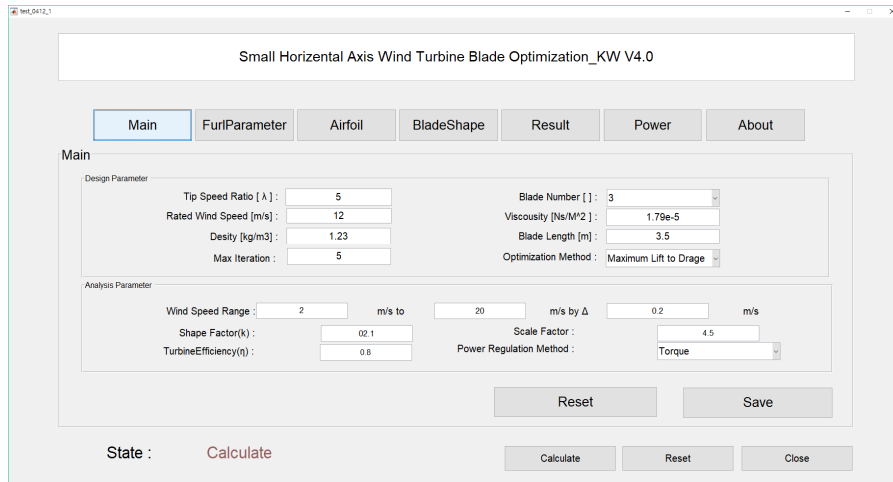 test_0412_1
Small Horizental Axis Wind Turbine Blade Optimization_KW V4.0
Main FurlParameter Airfoil BladeShape Result Power About
Main
Design Parameter
Tip Speed Ratio [ λ ] : 5 Blade Number [ ] : 3
Rated Wind Speed [m/s] : 12 Viscousity [Ns/M^2 ] : 1.79e-5
Desity [kg/m3] : 1.23 Blade Length [m] : 3.5
Max Iteration : 5 Optimization Method : Maximum Lift to Drage
Analysis Parameter
Wind Speed Range : 2 m/s to 20 m/s by Δ 0.2 m/s
Shape Factor(k) : 02.1 Scale Factor : 4.5
TurbineEfficiency(η) : 0.8 Power Regulation Method : Torque
Reset Save
State : Calculate Calculate Reset Close